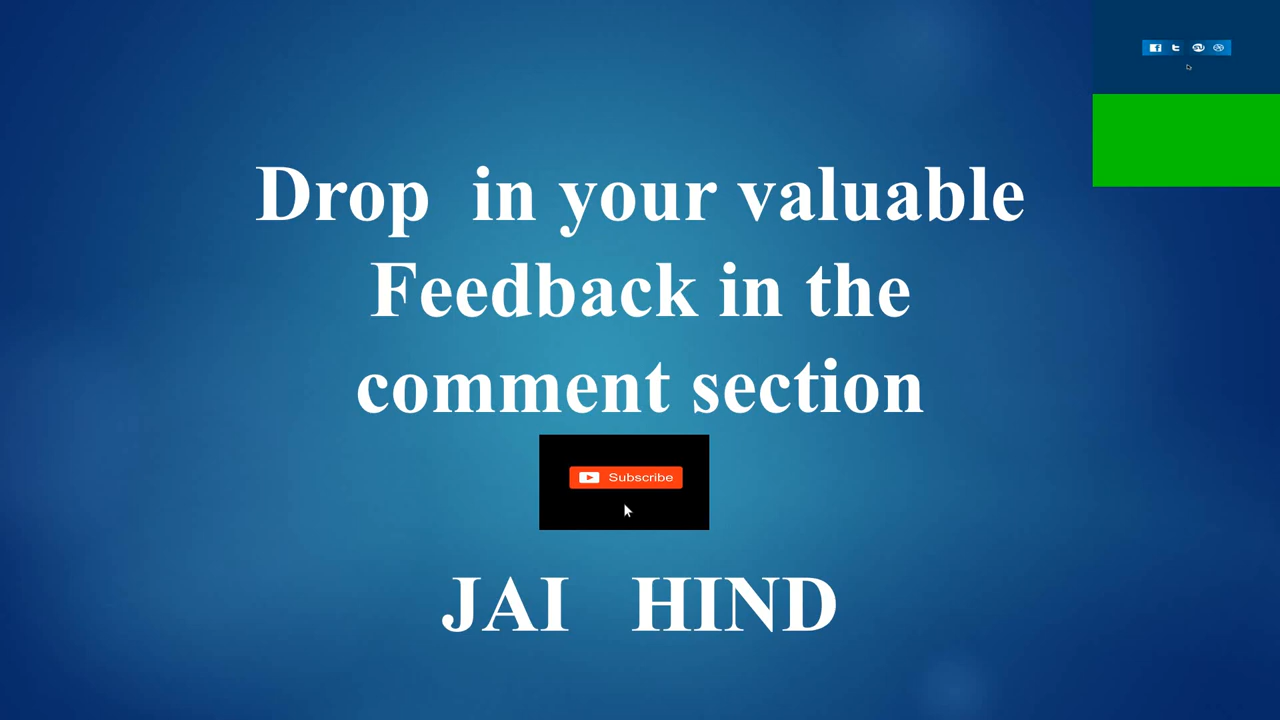 Drop in your valuable
Feedback in the
comment section
Subscribe
JAI HIND